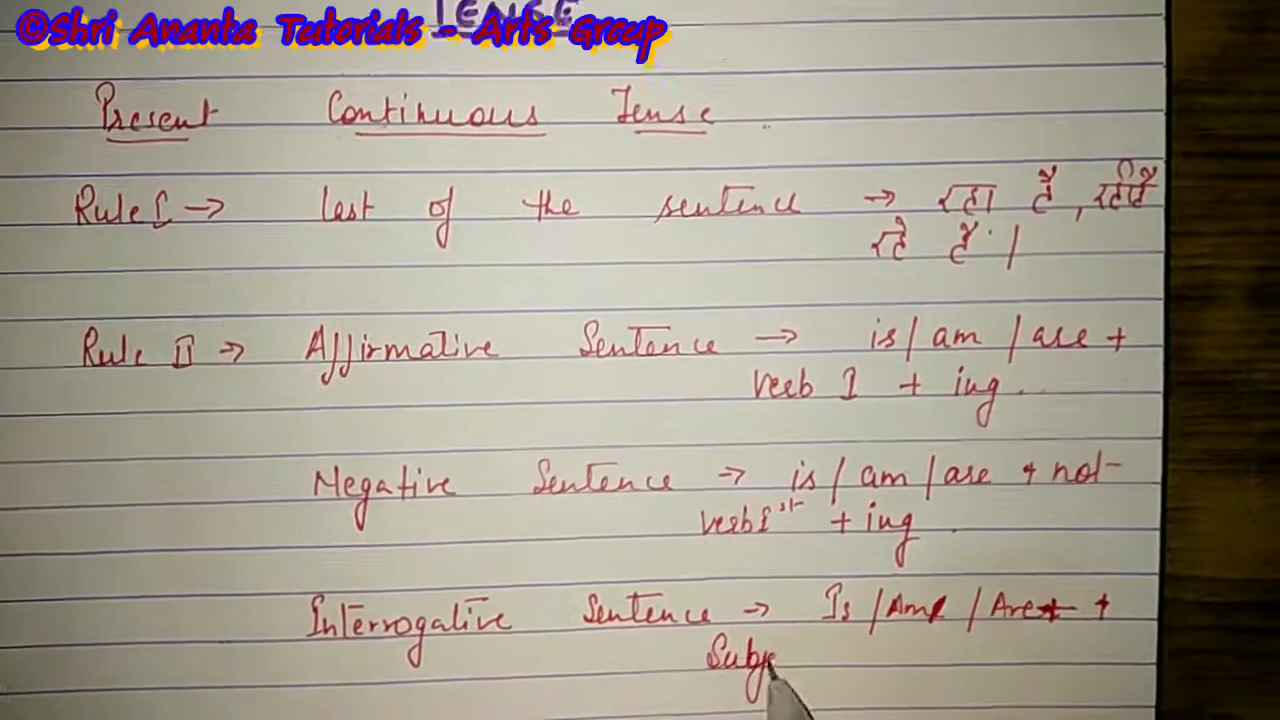 TENSE
©Shri Ananta Tutorials - Arts Group
Present Continuous Tense
Rule I → last of the sentence → रहा है, रही है
रहे हैं ।
Rule II → Affirmative Sentence → is / am / are +
verb I + ing
Negative Sentence → is / am / are + not
verb Ist + ing
Interrogative Sentence → Is / Am / Are +
Subje